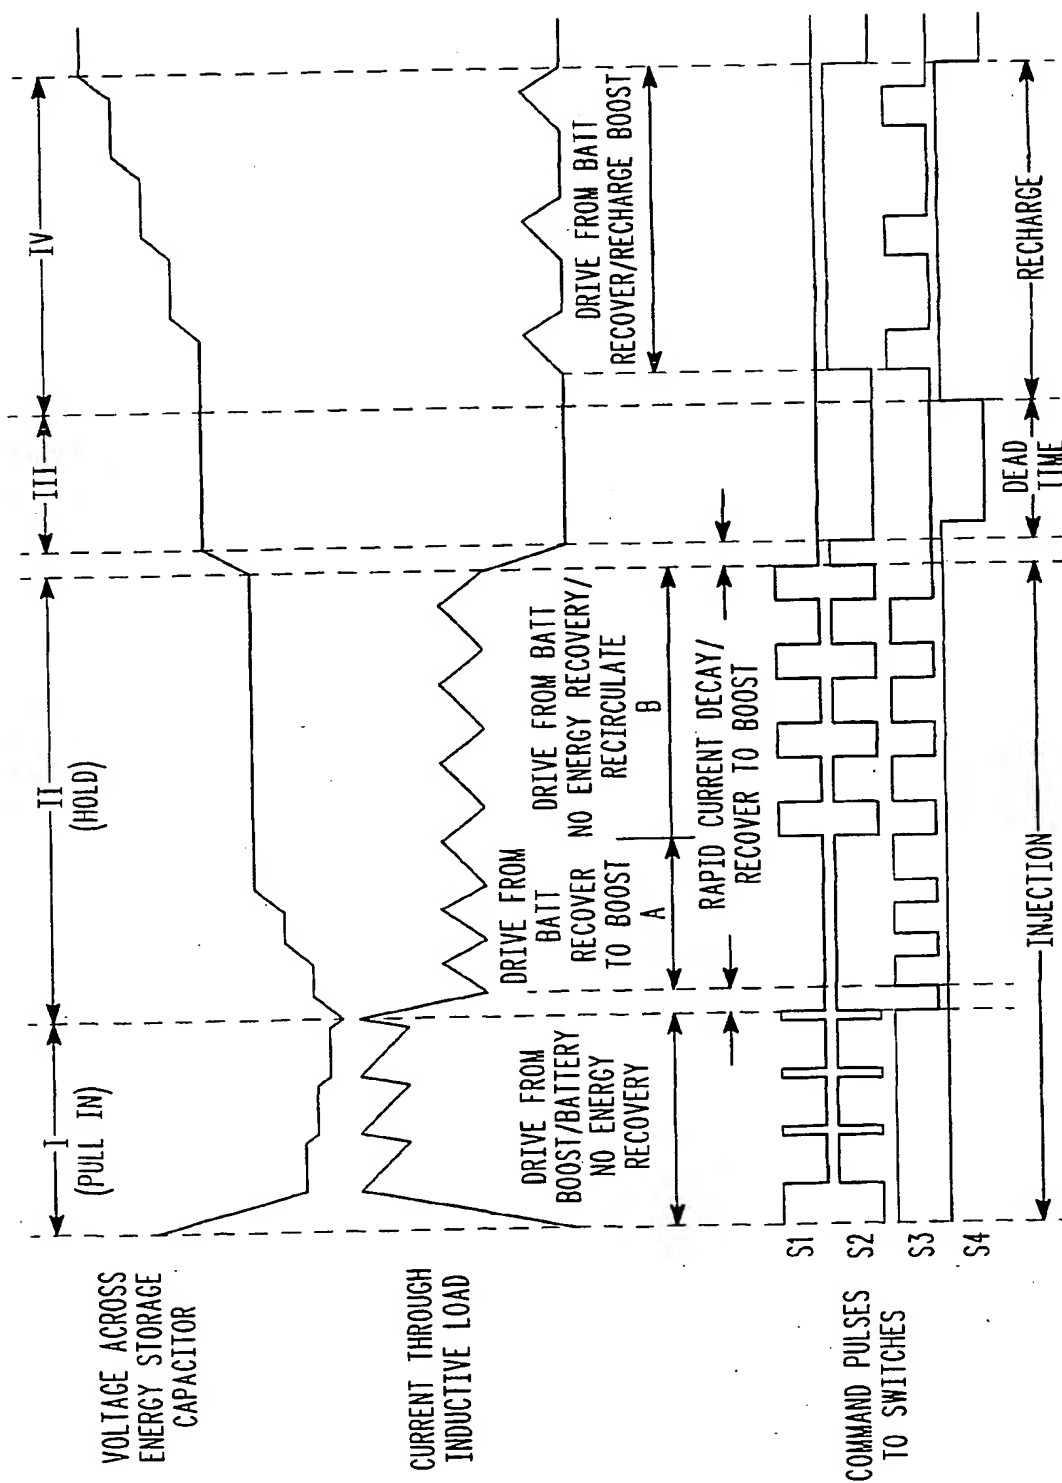 VOLTAGE ACROSS
ENERGY STORAGE
CAPACITOR
I
(PULL IN)
II
(HOLD)
III
IV
CURRENT THROUGH
INDUCTIVE LOAD
DRIVE FROM
BOOST/BATTERY
NO ENERGY
RECOVERY
DRIVE FROM
BATT
RECOVER
TO BOOST
A
DRIVE FROM BATT
NO ENERGY RECOVERY/
RECIRCULATE
B
RAPID CURRENT DECAY/
RECOVER TO BOOST
DRIVE FROM BATT
RECOVER/RECHARGE BOOST
COMMAND PULSES
TO SWITCHES
S1
S2
S3
S4
INJECTION
DEAD
TIME
RECHARGE